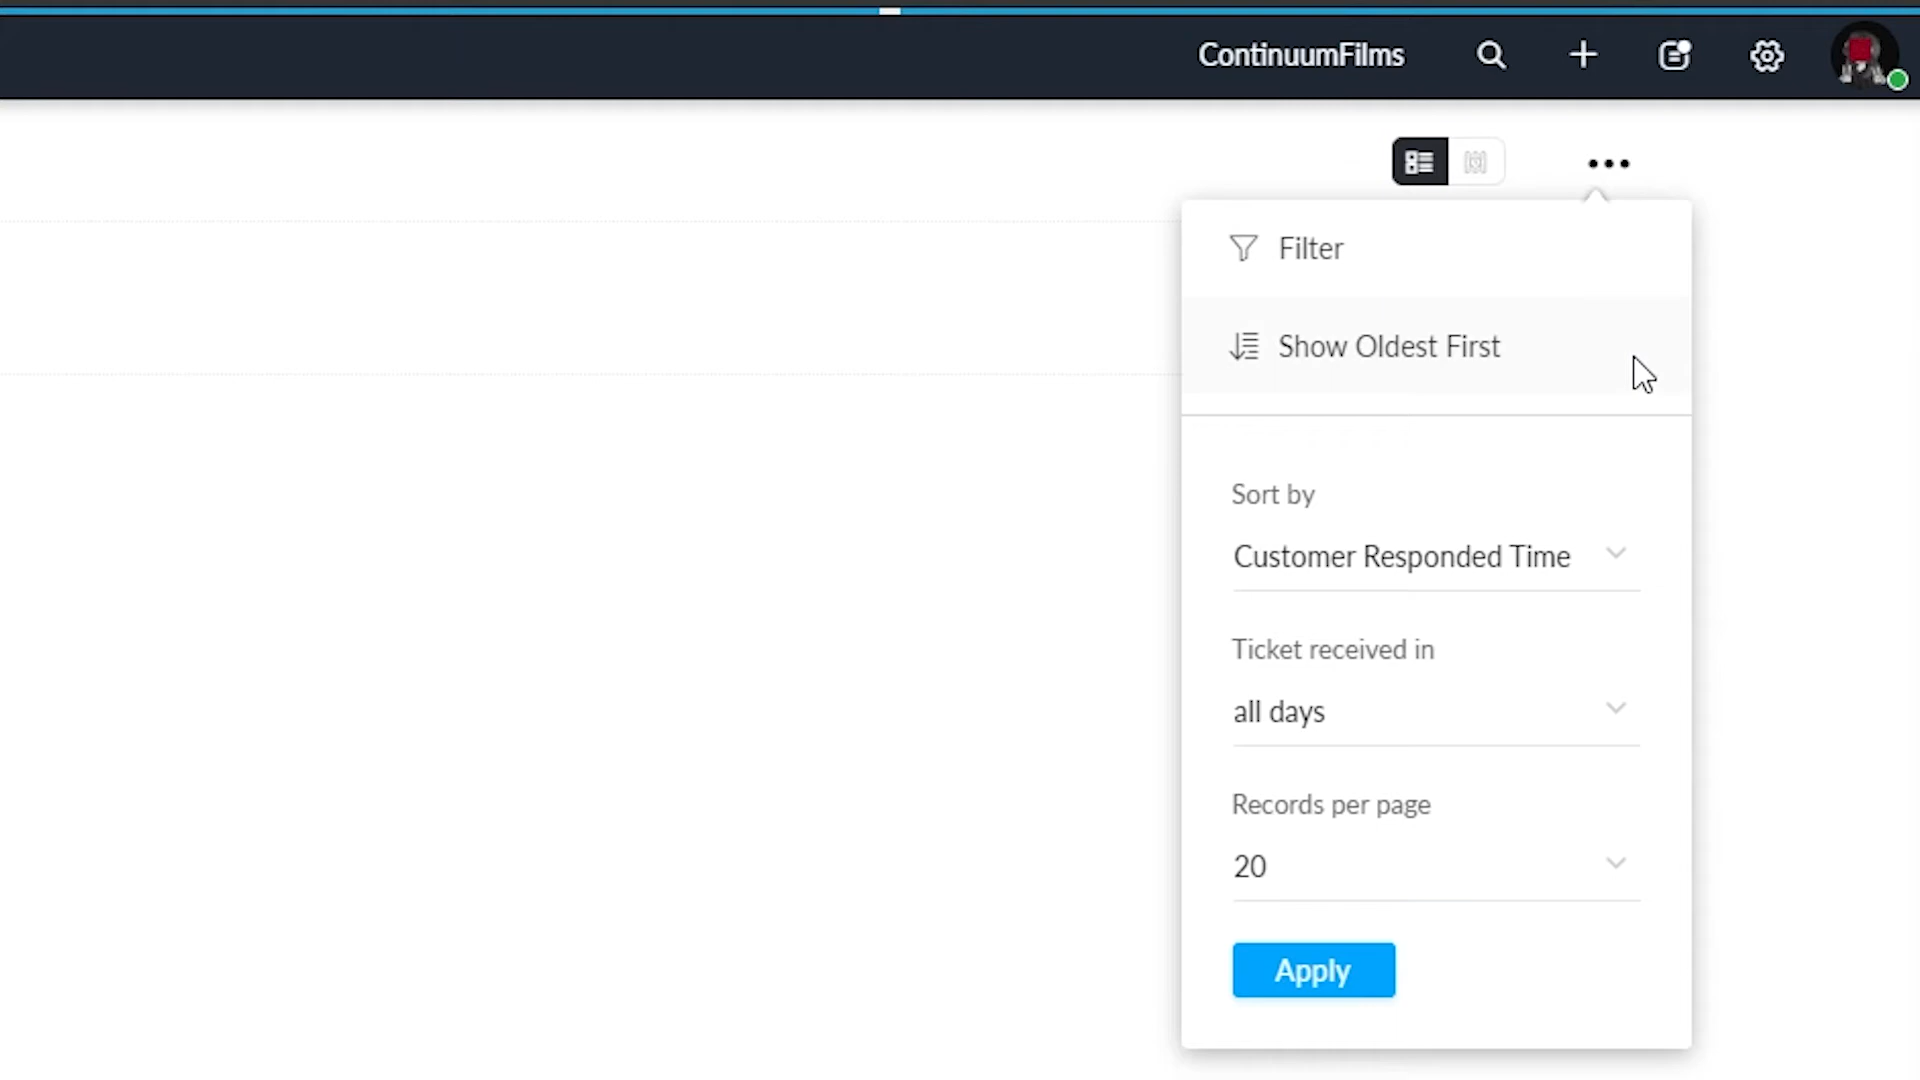 ContinuumFilms
Filter
Show Oldest First
Sort by
Customer Responded Time
Ticket received in
all days
Records per page
20
Apply